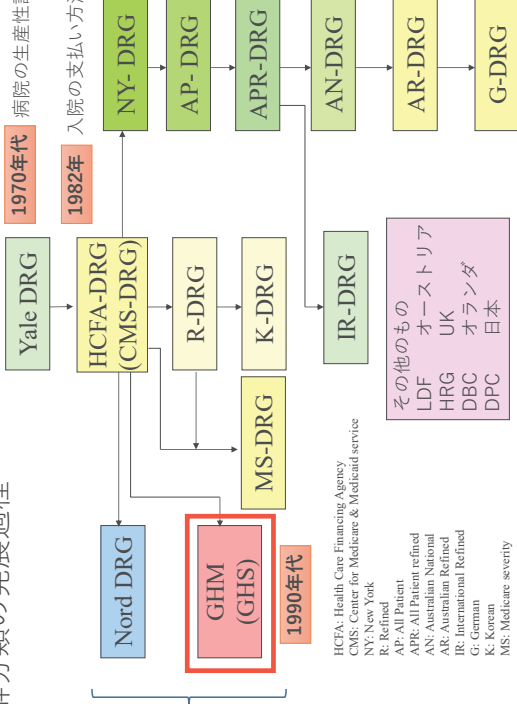 1970年代
病院の生産性
1982年
入院の支払い方
Yale DRG
HCFA-DRG
(CMS-DRG)
R-DRG
K-DRG
MS-DRG
Nord DRG
GHM
(GHS)
1990年代
NY- DRG
AP- DRG
APR-DRG
AN-DRG
AR-DRG
G-DRG
IR-DRG
その他のもの
LDF オーストリア
HRG UK
DBC オランダ
DPC 日本
HCFA: Health Care Financing Agency
CMS: Center for Medicare & Medicaid service
NY: New York
R: Refined
AP: All Patient
APR: All Patient refined
AN: Australian National
AR: Australian Refined
IR: International Refined
G: German
K: Korean
MS: Medicare severity